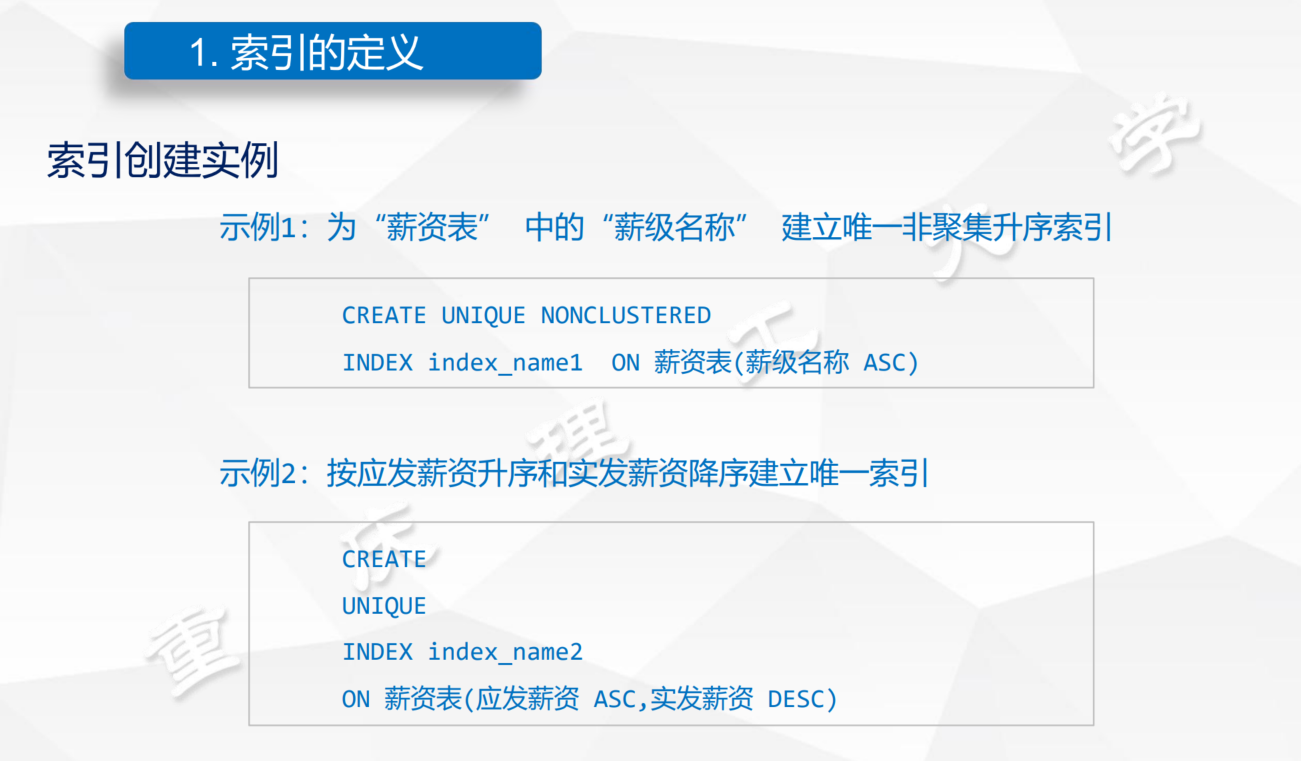 1. 索引的定义
索引创建实例
示例1：为“薪资表” 中的“薪级名称” 建立唯一非聚集升序索引
CREATE UNIQUE NONCLUSTERED
INDEX index_name1 ON 薪资表(薪级名称 ASC)
示例2：按应发薪资升序和实发薪资降序建立唯一索引
CREATE
UNIQUE
INDEX index_name2
ON 薪资表(应发薪资 ASC,实发薪资 DESC)
重庆理工大学